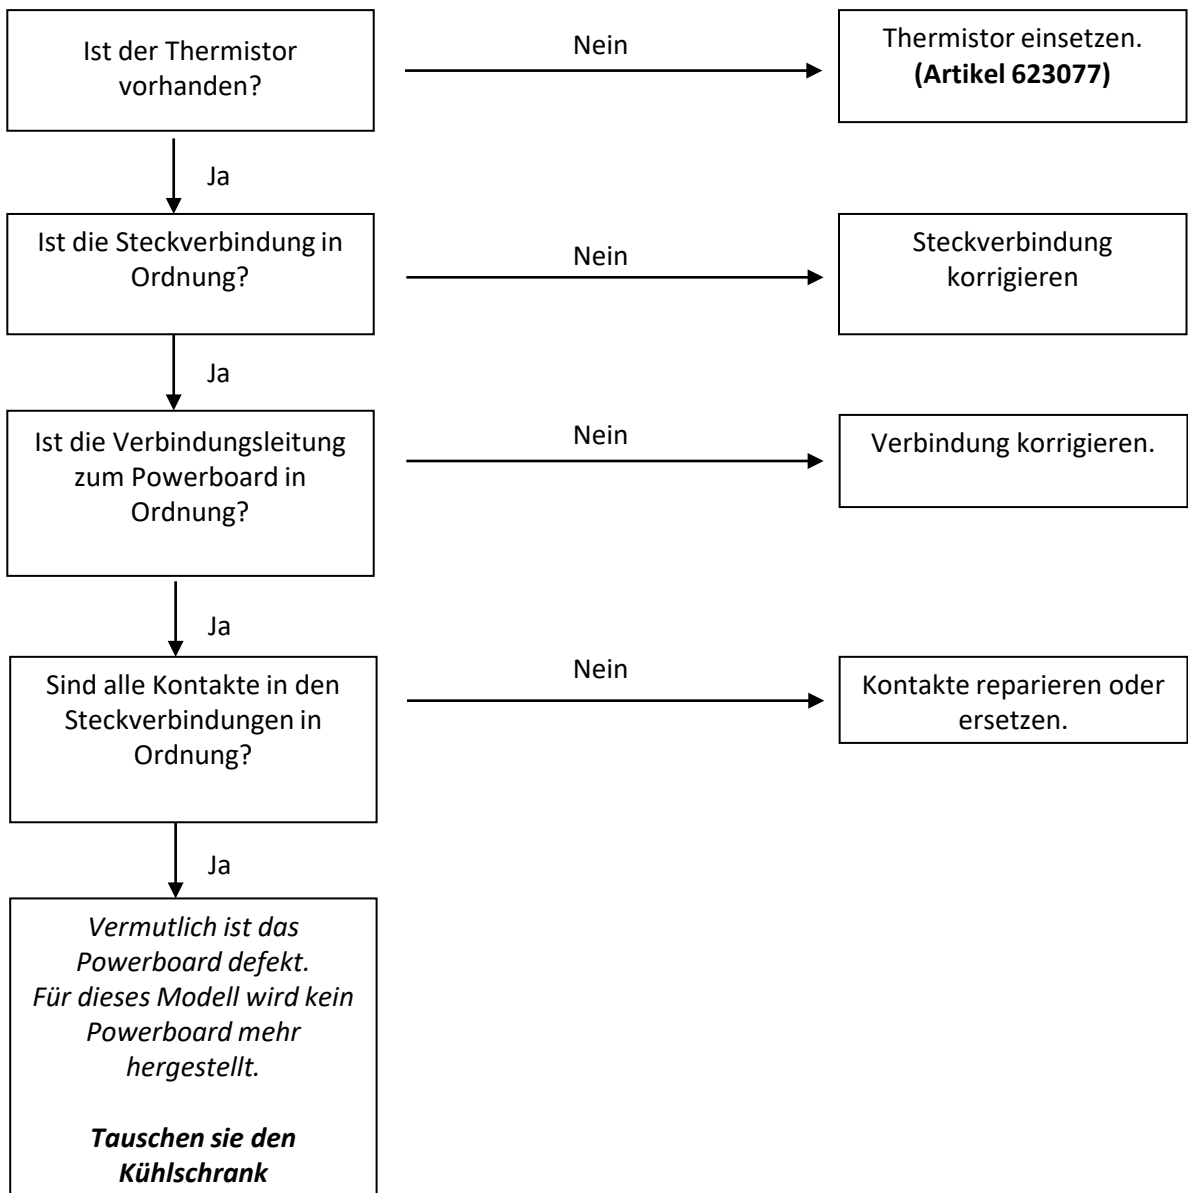 Ist der Thermistor
vorhanden?
Nein
Thermistor einsetzen.
(Artikel 623077)
Ja
Ist die Steckverbindung in
Ordnung?
Nein
Steckverbindung
korrigieren
Ja
Ist die Verbindungsleitung
zum Powerboard in
Ordnung?
Nein
Verbindung korrigieren.
Ja
Sind alle Kontakte in den
Steckverbindungen in
Ordnung?
Nein
Kontakte reparieren oder
ersetzen.
Ja
Vermutlich ist das
Powerboard defekt.
Für dieses Modell wird kein
Powerboard mehr
hergestellt.
Tauschen sie den
Kühlschrank